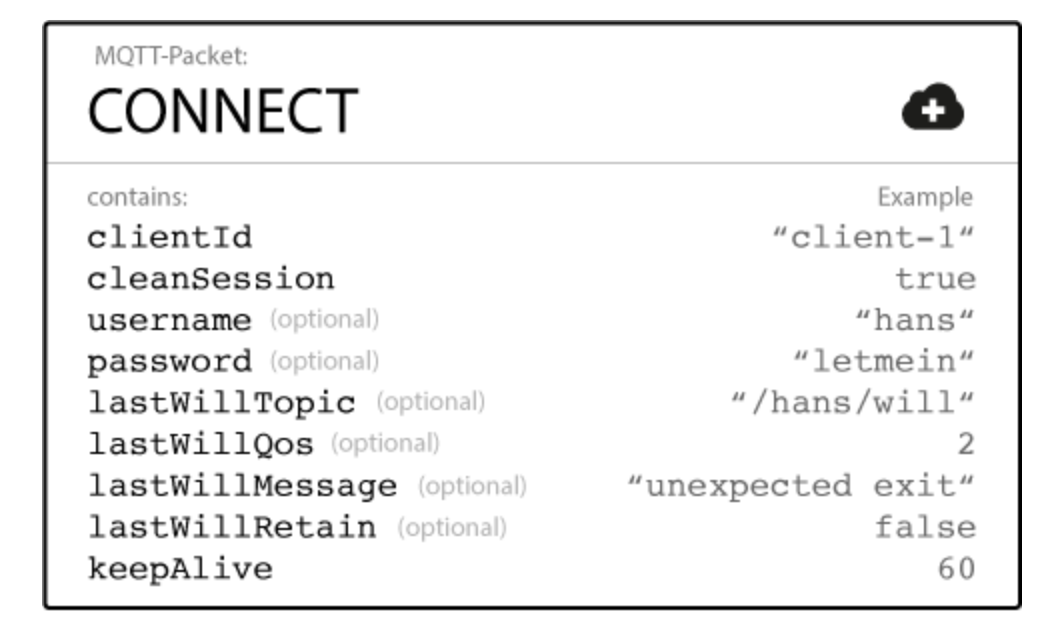 MQTT-Packet:
CONNECT
contains: Example
clientId “client-1“
cleanSession true
username (optional) “hans“
password (optional) “letmein“
lastWillTopic (optional) “/hans/will“
lastWillQos (optional) 2
lastWillMessage (optional) “unexpected exit“
lastWillRetain (optional) false
keepAlive 60